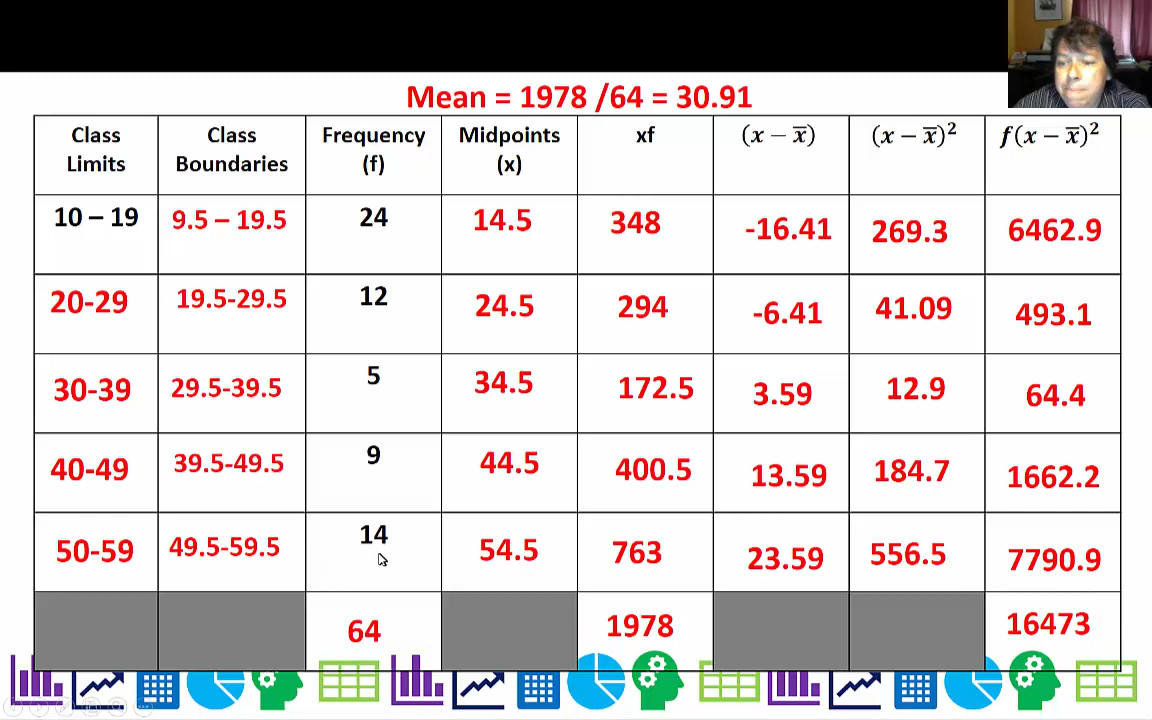 Mean = 1978 /64 = 30.91
Class Limits
Class Boundaries
Frequency (f)
Midpoints (x)
xf
(x − x̅)
(x − x̅)²
f(x − x̅)²
10 – 19 9.5 – 19.5 24 14.5 348 -16.41 269.3 6462.9
20-29 19.5-29.5 12 24.5 294 -6.41 41.09 493.1
30-39 29.5-39.5 5 34.5 172.5 3.59 12.9 64.4
40-49 39.5-49.5 9 44.5 400.5 13.59 184.7 1662.2
50-59 49.5-59.5 14 54.5 763 23.59 556.5 7790.9
64 1978 16473